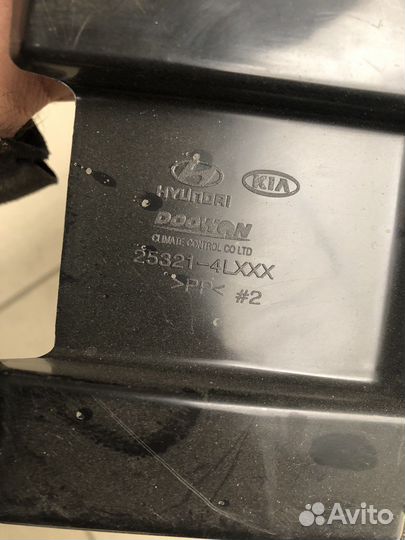 HYUNDAI
KIA
DOOWON
CLIMATE CONTROL CO LTD
25321-4LXXX
>PP< #2
Avito